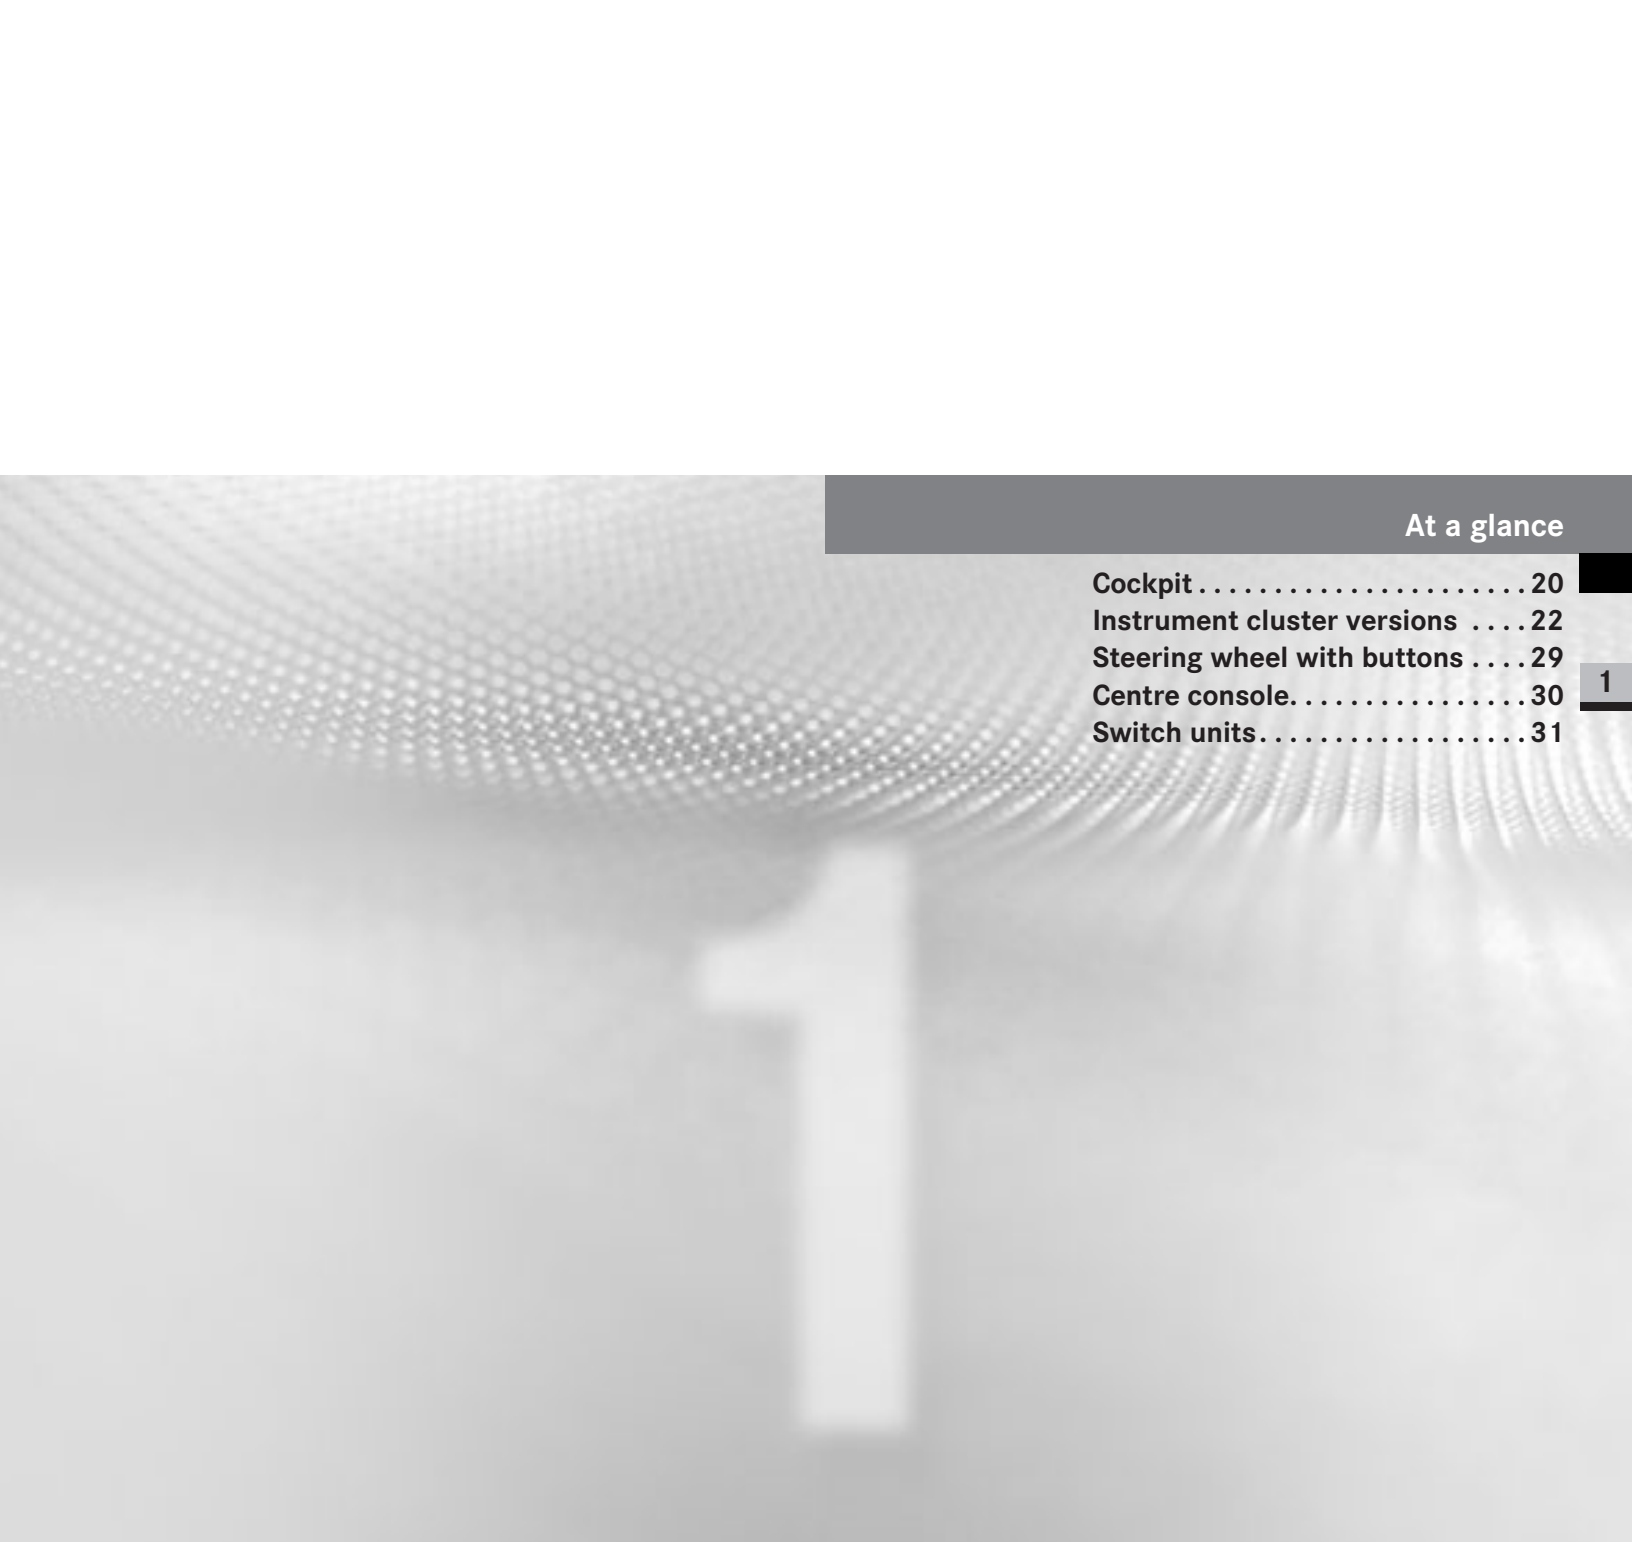 At a glance
Cockpit . . . . . . . . . . . . . . . . . . . . . . 20
Instrument cluster versions . . . . 22
Steering wheel with buttons . . . . 29
Centre console. . . . . . . . . . . . . . . . 30
Switch units. . . . . . . . . . . . . . . . . . 31
1
1